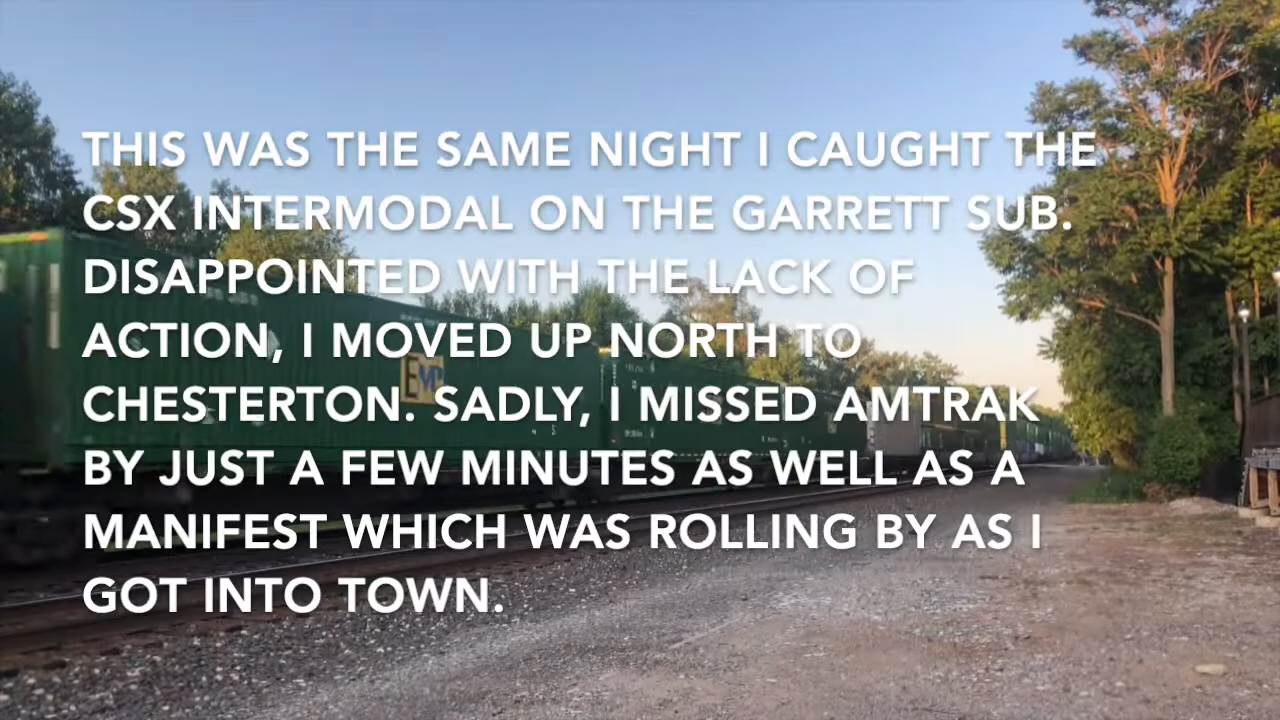 THIS WAS THE SAME NIGHT I CAUGHT THE
CSX INTERMODAL ON THE GARRETT SUB.
DISAPPOINTED WITH THE LACK OF
ACTION, I MOVED UP NORTH TO
CHESTERTON. SADLY, I MISSED AMTRAK
BY JUST A FEW MINUTES AS WELL AS A
MANIFEST WHICH WAS ROLLING BY AS I
GOT INTO TOWN.
EMP